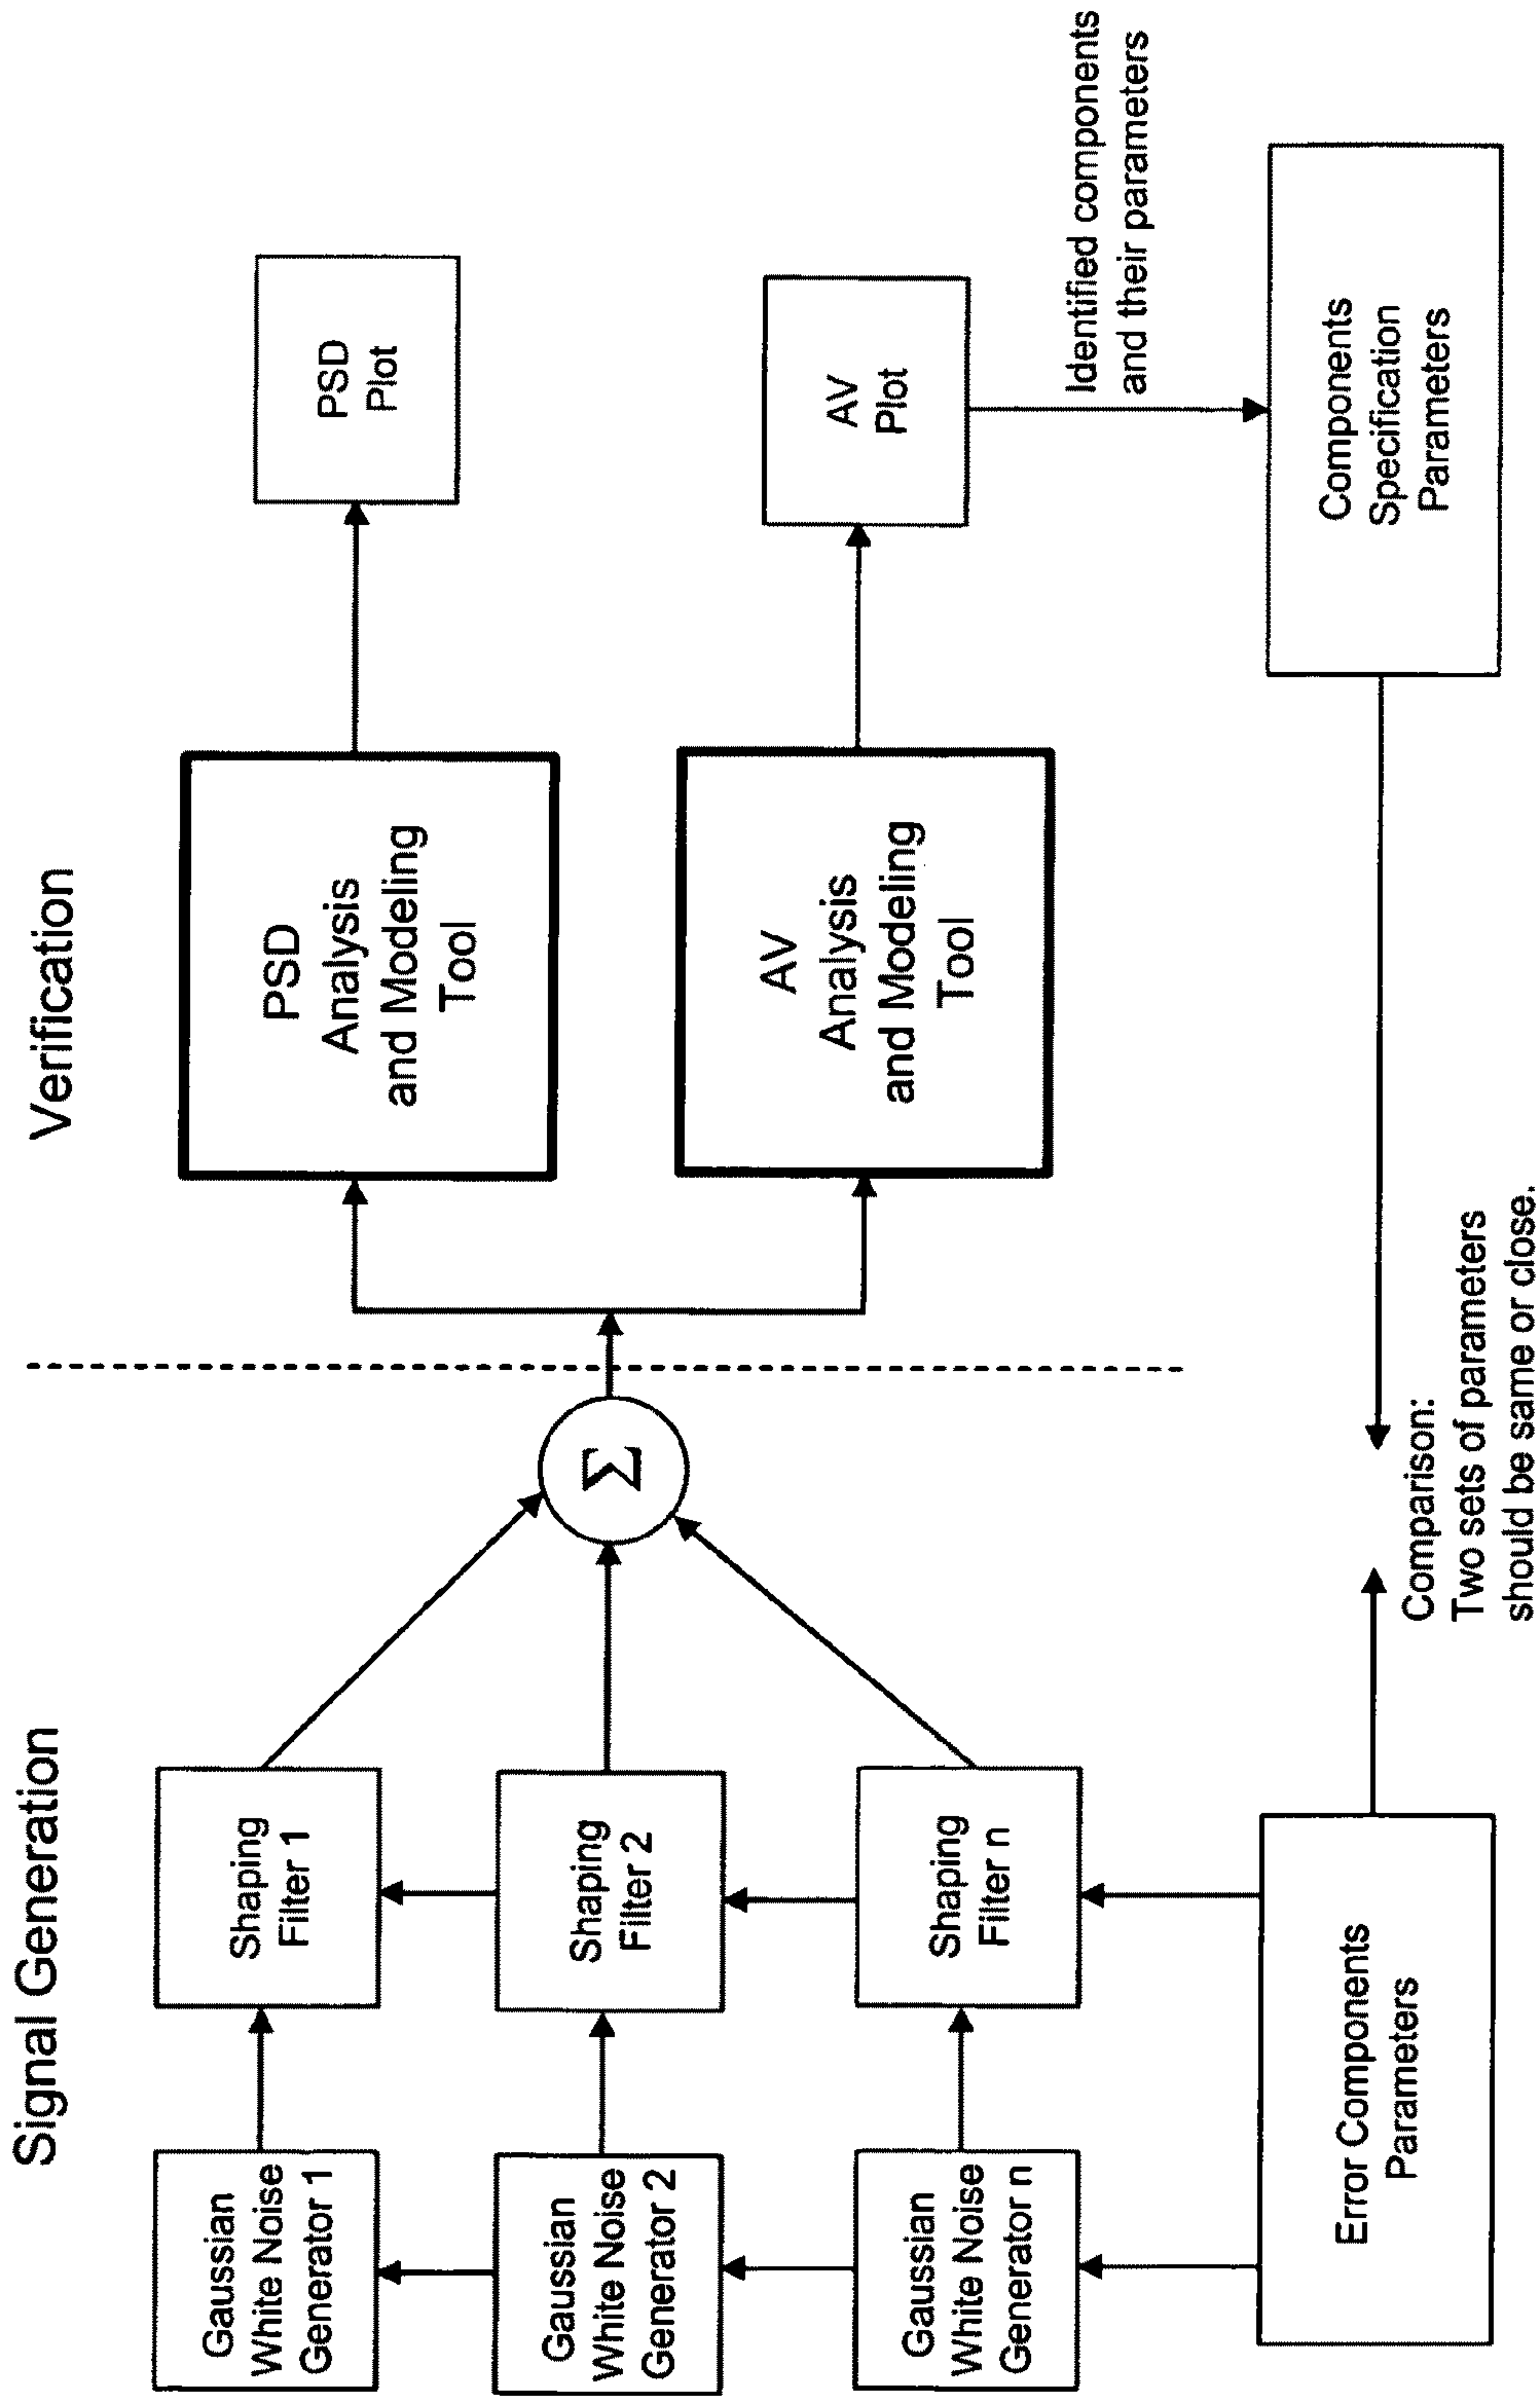 Signal Generation
Verification
Gaussian
White Noise
Generator 1
Shaping
Filter 1
PSD
Analysis
and Modeling
Tool
PSD
Plot
Gaussian
White Noise
Generator 2
Shaping
Filter 2
Σ
AV
Analysis
and Modeling
Tool
AV
Plot
Gaussian
White Noise
Generator n
Shaping
Filter n
Identified components
and their parameters
Error Components
Parameters
Comparison:
Two sets of parameters
should be same or close.
Components
Specification
Parameters